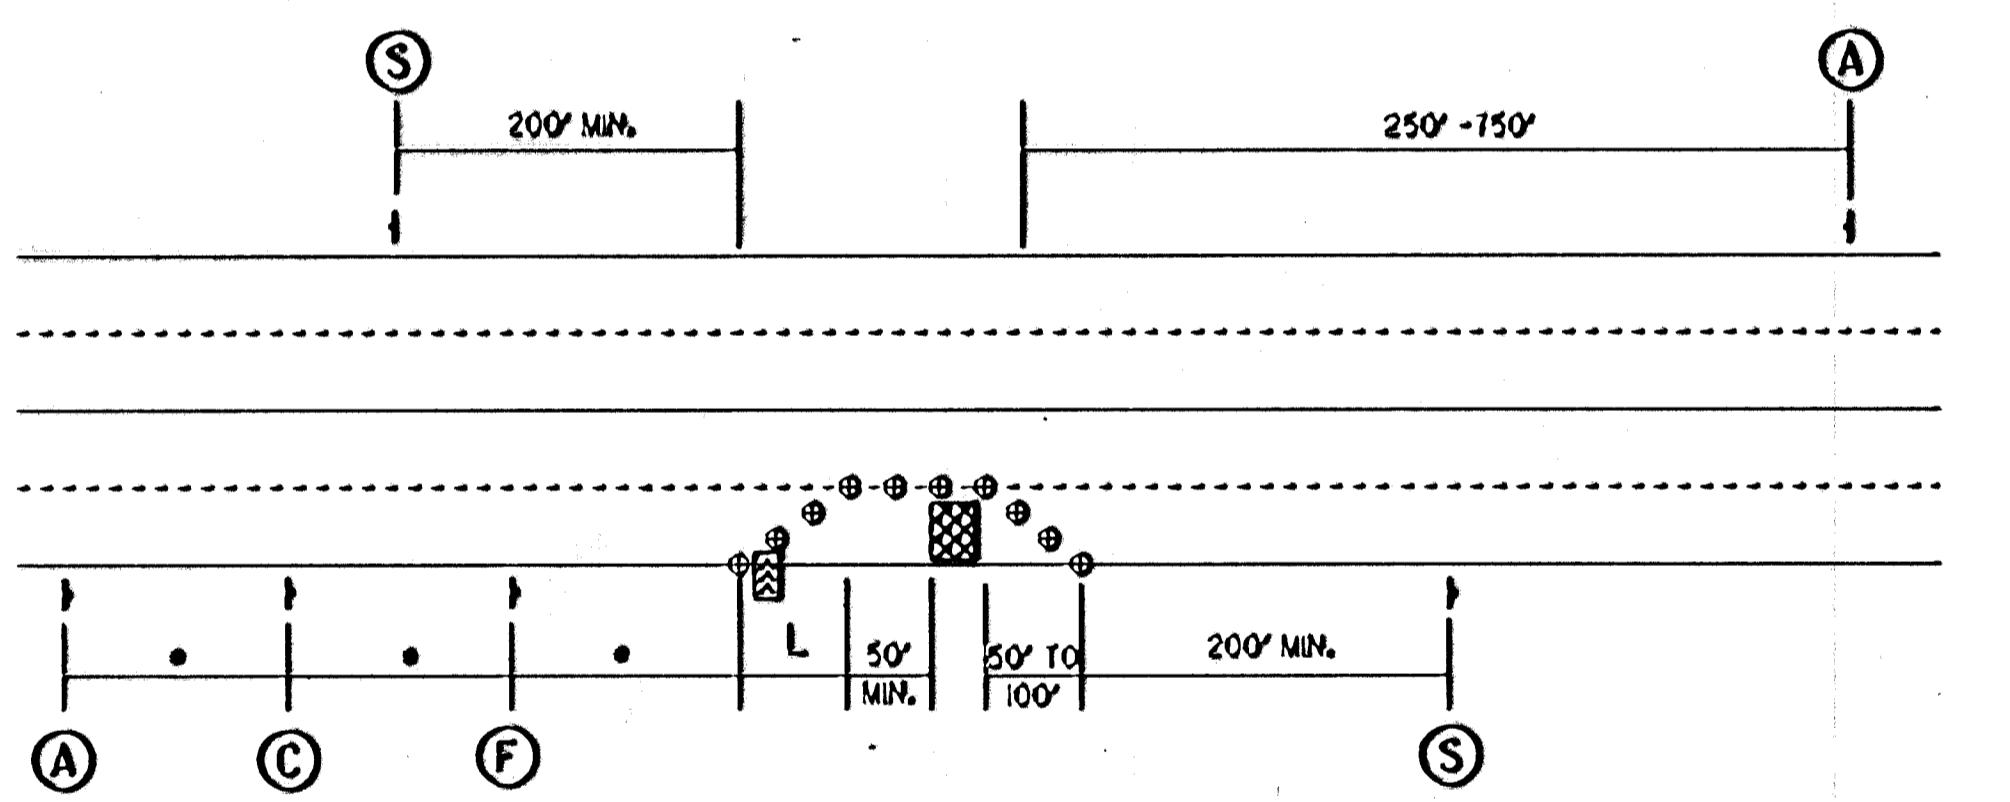 S
A
200' MIN.
250' - 750'
L
50'
MIN.
50' TO
100'
200' MIN.
A
C
F
S